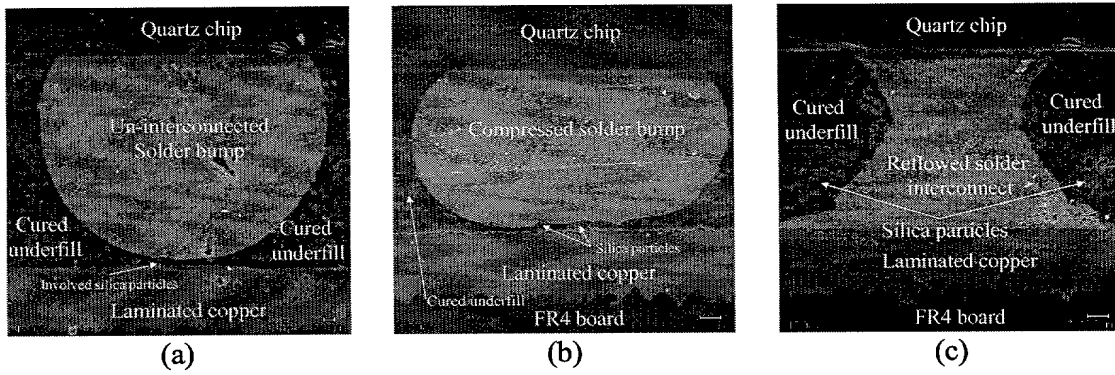 Quartz chip
Un-interconnected
Solder bump
Cured
underfill
Cured
underfill
Involved silica particles
Laminated copper
(a)
Quartz chip
Compressed solder bump
Silica particles
Laminated copper
Cured underfill
FR4 board
(b)
Quartz chip
Cured
underfill
Cured
underfill
Reflowed solder
interconnect
Silica particles
Laminated copper
(c)